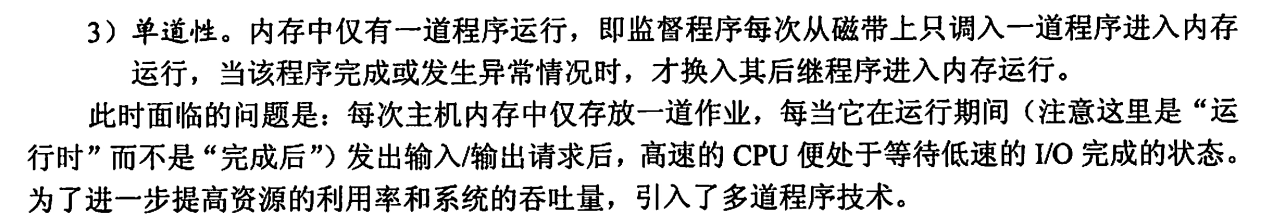 3）单道性。内存中仅有一道程序运行，即监督程序每次从磁带上只调入一道程序进入内存
运行，当该程序完成或发生异常情况时，才换入其后继程序进入内存运行。
此时面临的问题是：每次主机内存中仅存放一道作业，每当它在运行期间（注意这里是“运
行时”而不是“完成后”）发出输入/输出请求后，高速的 CPU 便处于等待低速的 I/O 完成的状态。
为了进一步提高资源的利用率和系统的吞吐量，引入了多道程序技术。